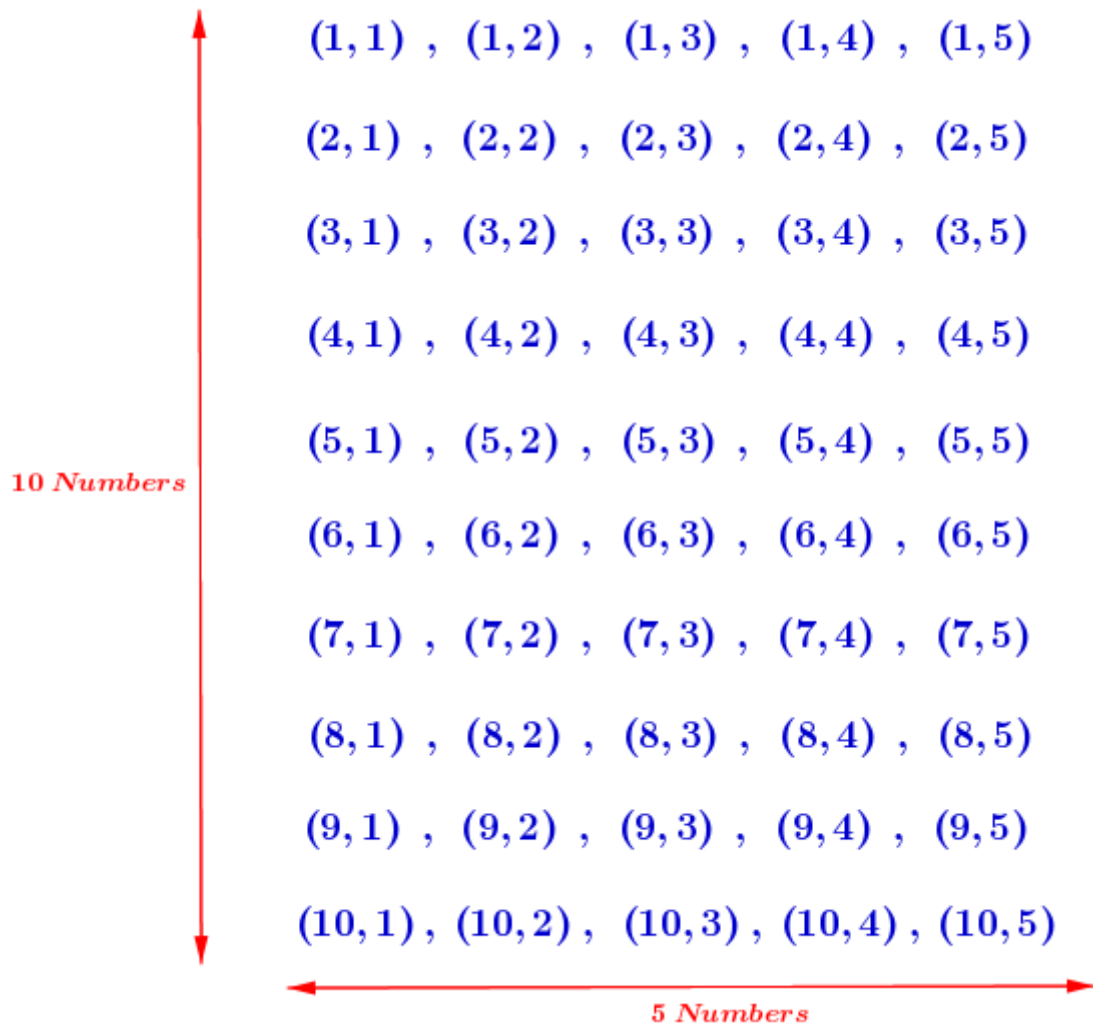 (1, 1) , (1, 2) , (1, 3) , (1, 4) , (1, 5)
(2, 1) , (2, 2) , (2, 3) , (2, 4) , (2, 5)
(3, 1) , (3, 2) , (3, 3) , (3, 4) , (3, 5)
(4, 1) , (4, 2) , (4, 3) , (4, 4) , (4, 5)
(5, 1) , (5, 2) , (5, 3) , (5, 4) , (5, 5)
10 Numbers
(6, 1) , (6, 2) , (6, 3) , (6, 4) , (6, 5)
(7, 1) , (7, 2) , (7, 3) , (7, 4) , (7, 5)
(8, 1) , (8, 2) , (8, 3) , (8, 4) , (8, 5)
(9, 1) , (9, 2) , (9, 3) , (9, 4) , (9, 5)
(10, 1) , (10, 2) , (10, 3) , (10, 4) , (10, 5)
5 Numbers